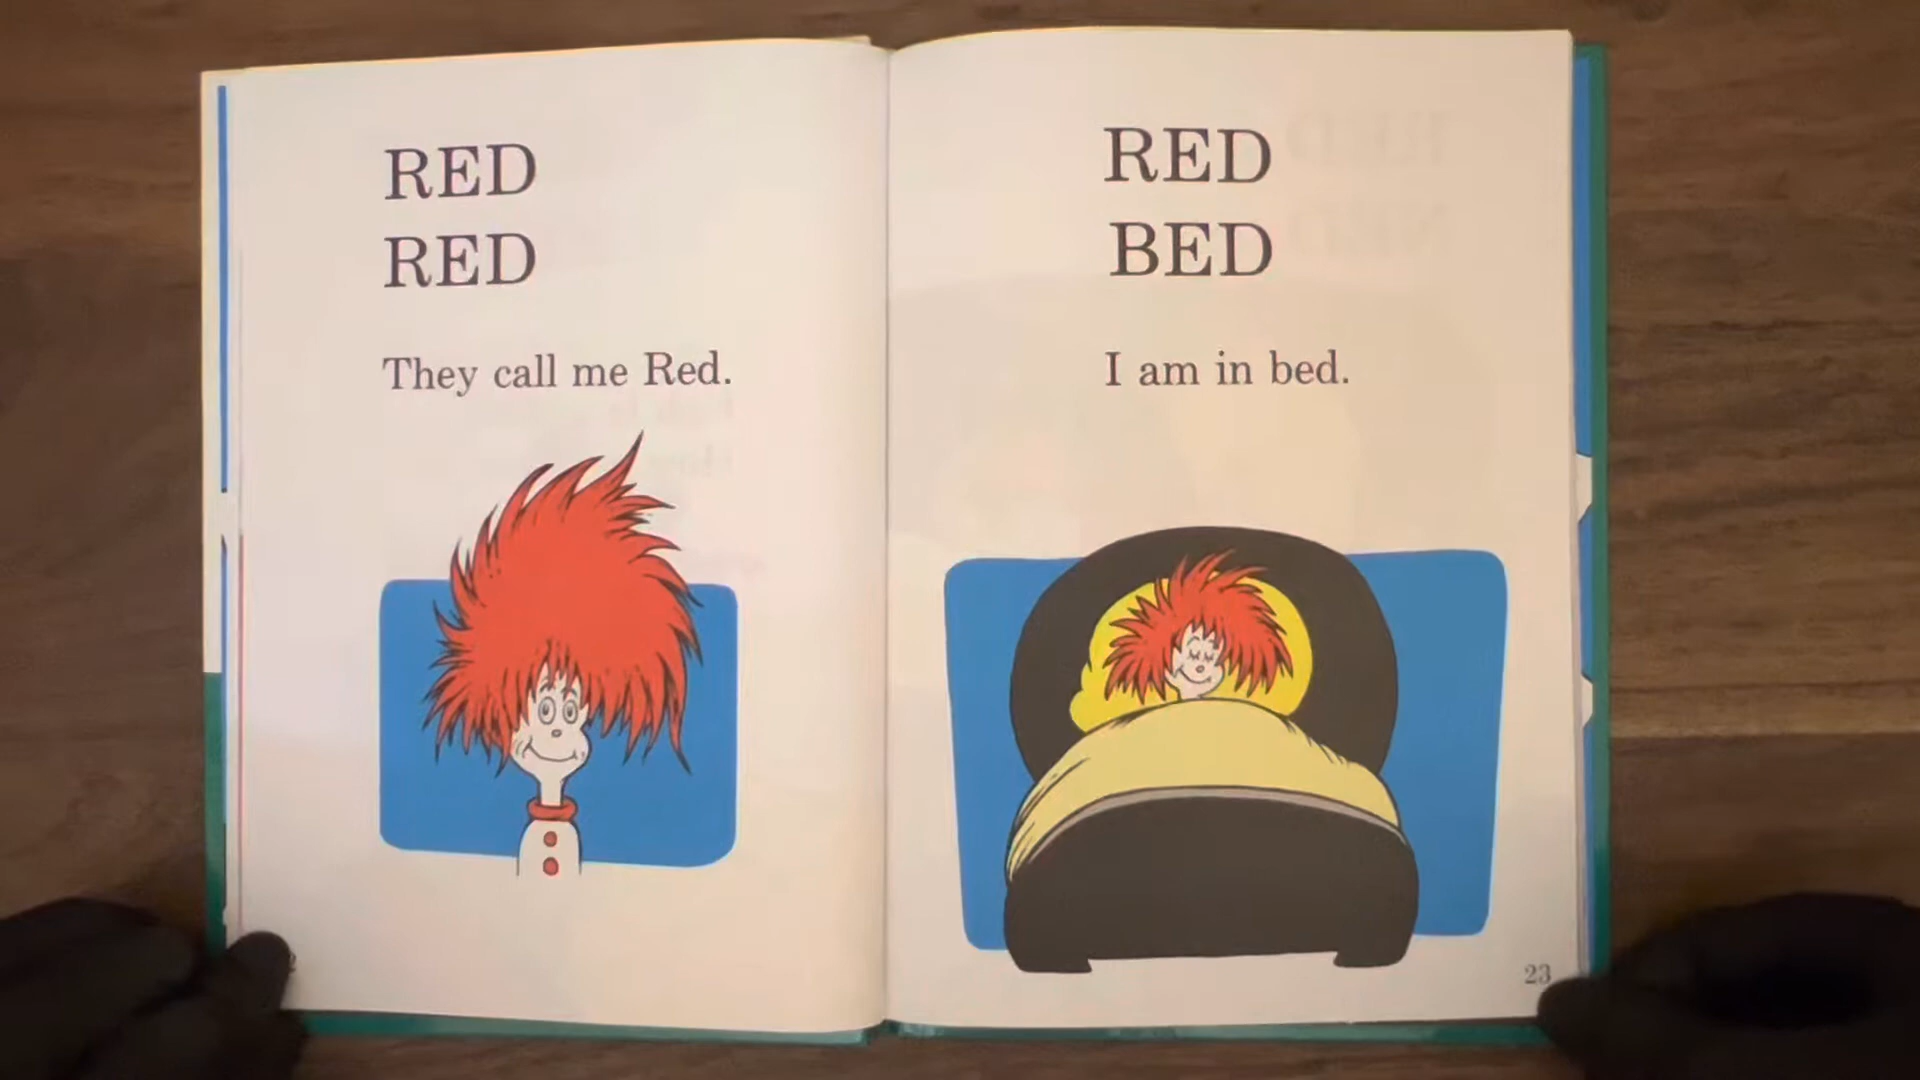 RED
RED
They call me Red.
RED
BED
I am in bed.
23